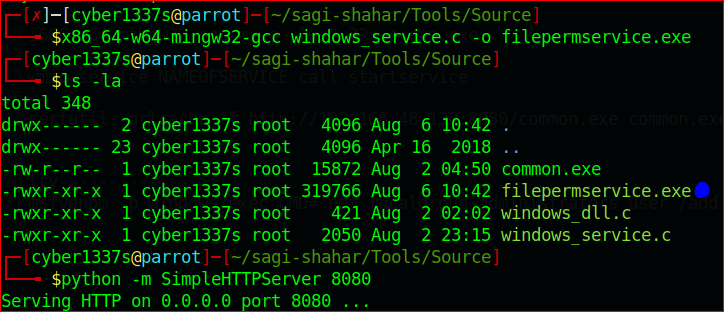 ┌─[✗]─[cyber1337s@parrot]─[~/sagi-shahar/Tools/Source]
└──╼ $x86_64-w64-mingw32-gcc windows_service.c -o filepermservice.exe
┌─[cyber1337s@parrot]─[~/sagi-shahar/Tools/Source]
└──╼ $ls -la
total 348
drwx------  2 cyber1337s root   4096 Aug  6 10:42 .
drwx------ 23 cyber1337s root   4096 Apr 16  2018 ..
-rw-r--r--  1 cyber1337s root  15872 Aug  2 04:50 common.exe
-rwxr-xr-x  1 cyber1337s root 319766 Aug  6 10:42 filepermservice.exe
-rwxr-xr-x  1 cyber1337s root    421 Aug  2 02:02 windows_dll.c
-rwxr-xr-x  1 cyber1337s root   2050 Aug  2 23:15 windows_service.c
┌─[cyber1337s@parrot]─[~/sagi-shahar/Tools/Source]
└──╼ $python -m SimpleHTTPServer 8080
Serving HTTP on 0.0.0.0 port 8080 ...